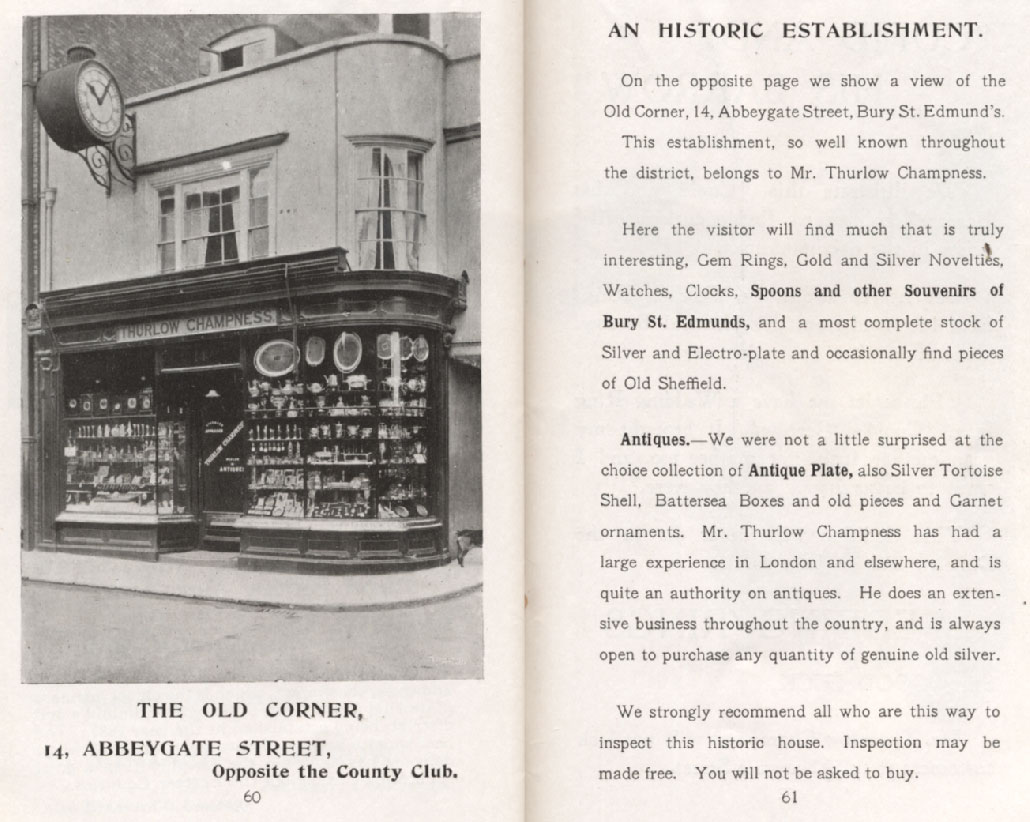 THURLOW CHAMPNESS
THURLOW CHAMPNESS
ANTIQUES
THE OLD CORNER,
14, ABBEYGATE STREET,
Opposite the County Club.
60
AN HISTORIC ESTABLISHMENT.
On the opposite page we show a view of the
Old Corner, 14, Abbeygate Street, Bury St. Edmund's.
This establishment, so well known throughout
the district, belongs to Mr. Thurlow Champness.
Here the visitor will find much that is truly
interesting, Gem Rings, Gold and Silver Novelties,
Watches, Clocks, Spoons and other Souvenirs of
Bury St. Edmunds, and a most complete stock of
Silver and Electro-plate and occasionally find pieces
of Old Sheffield.
Antiques.—We were not a little surprised at the
choice collection of Antique Plate, also Silver Tortoise
Shell, Battersea Boxes and old pieces and Garnet
ornaments. Mr. Thurlow Champness has had a
large experience in London and elsewhere, and is
quite an authority on antiques. He does an exten-
sive business throughout the country, and is always
open to purchase any quantity of genuine old silver.
We strongly recommend all who are this way to
inspect this historic house. Inspection may be
made free. You will not be asked to buy.
61